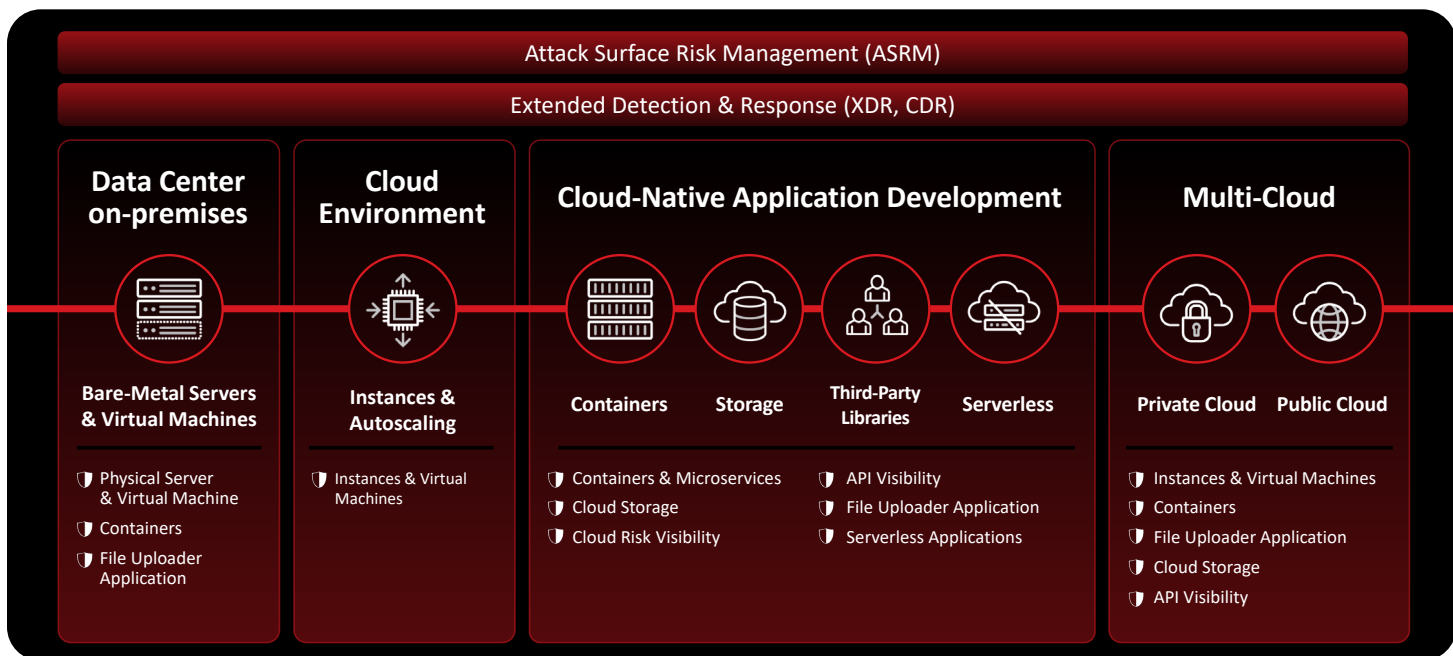 Attack Surface Risk Management (ASRM)
Extended Detection & Response (XDR, CDR)
Data Center
on-premises
Bare-Metal Servers
& Virtual Machines
Physical Server
& Virtual Machine
Containers
File Uploader
Application
Cloud
Environment
Instances &
Autoscaling
Instances & Virtual
Machines
Cloud-Native Application Development
Containers
Storage
Third-Party
Libraries
Serverless
Containers & Microservices
Cloud Storage
Cloud Risk Visibility
API Visibility
File Uploader Application
Serverless Applications
Multi-Cloud
Private Cloud
Public Cloud
Instances & Virtual Machines
Containers
File Uploader Application
Cloud Storage
API Visibility